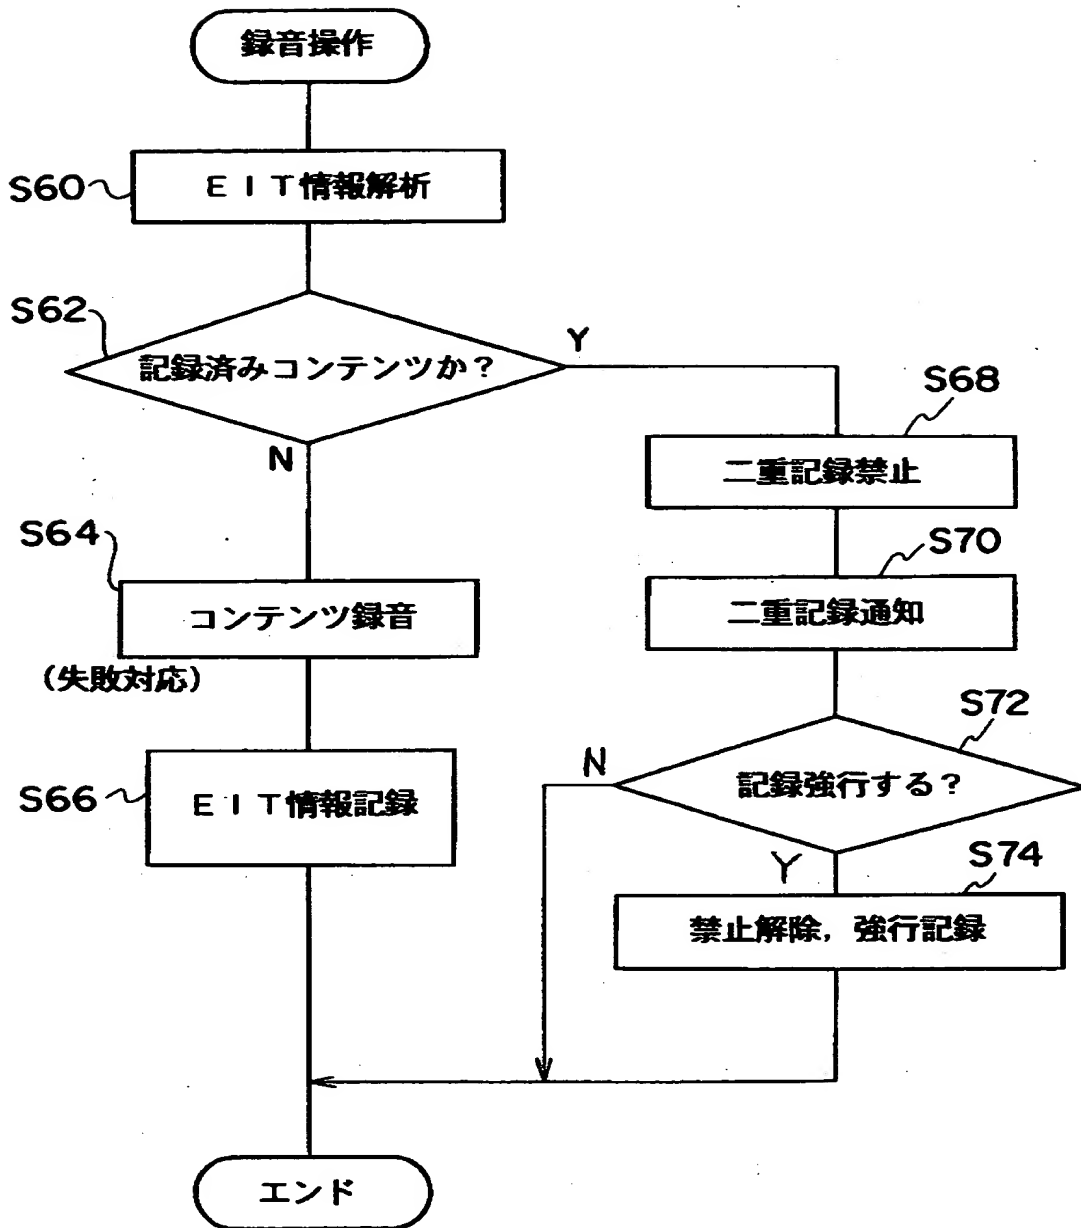 録音操作
S60
EIT情報解析
S62
記録済みコンテンツか?
Y
N
S68
二重記録禁止
S64
コンテンツ録音
(失敗対応)
S70
二重記録通知
S72
記録強行する?
N
Y
S66
EIT情報記録
S74
禁止解除,強行記録
エンド